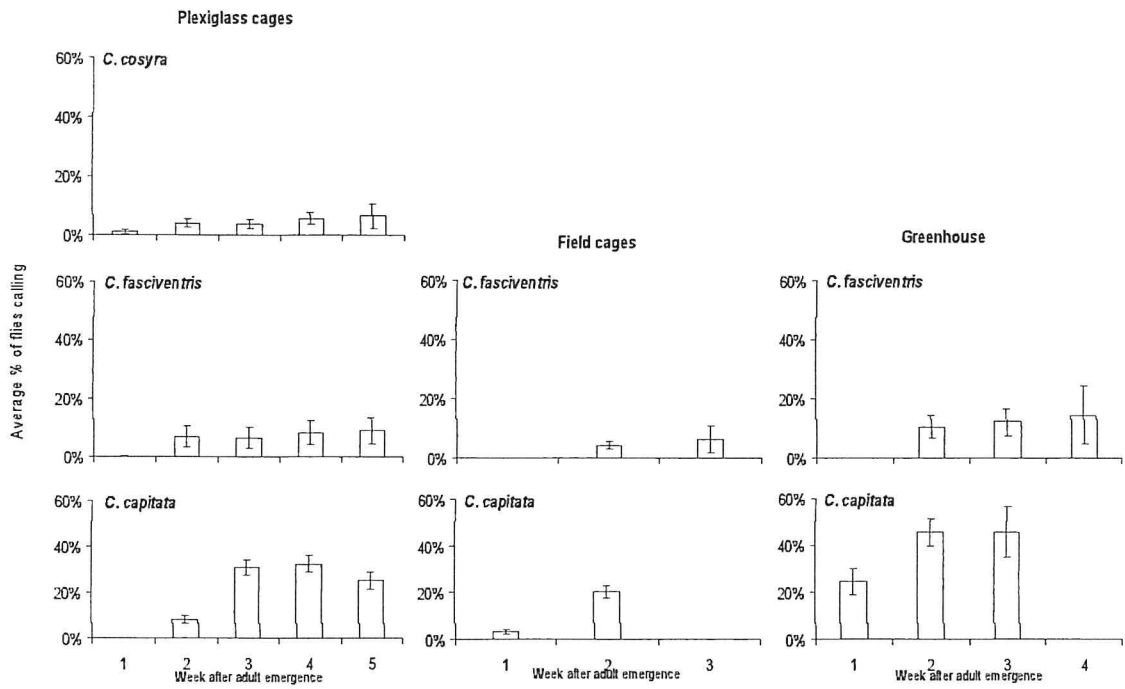 Plexiglass cages
C. cosyra
60%
40%
20%
0%
Average % of flies calling
Field cages
Greenhouse
C. fasciventris
60%
40%
20%
0%
C. fasciventris
60%
40%
20%
0%
C. fasciventris
60%
40%
20%
0%
C. capitata
60%
40%
20%
0%
1 2 3 4 5
Week after adult emergence
C. capitata
60%
40%
20%
0%
1 2 3
Week after adult emergence
C. capitata
60%
40%
20%
0%
1 2 3 4
Week after adult emergence